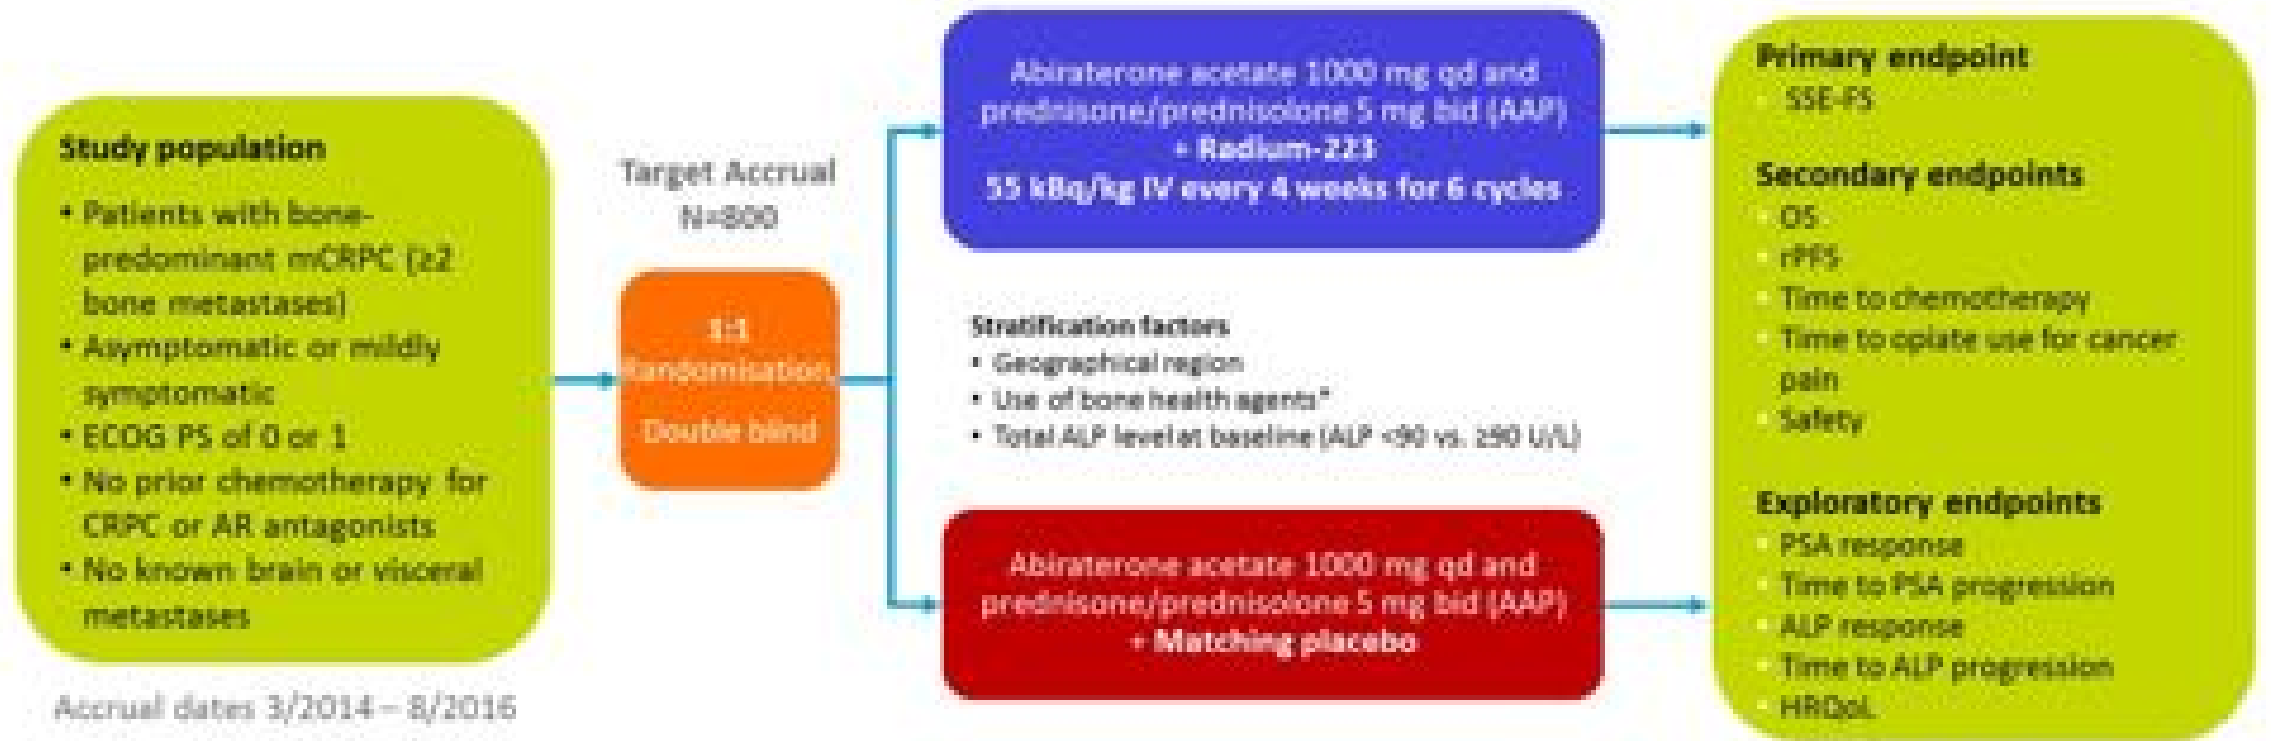 Study population
• Patients with bone-
predominant mCRPC (≥2
bone metastases)
• Asymptomatic or mildly
symptomatic
• ECOG PS of 0 or 1
• No prior chemotherapy for
CRPC or AR antagonists
• No known brain or visceral
metastases
Accrual dates 3/2014 – 8/2016
Target Accrual
N=800
1:1
Randomisation,
Double blind
Abiraterone acetate 1000 mg qd and
prednisone/prednisolone 5 mg bid (AAP)
+ Radium-223
55 kBq/kg IV every 4 weeks for 6 cycles
Stratification factors
• Geographical region
• Use of bone health agents*
• Total ALP level at baseline (ALP <90 vs. ≥90 U/L)
Abiraterone acetate 1000 mg qd and
prednisone/prednisolone 5 mg bid (AAP)
+ Matching placebo
Primary endpoint
• SSE-FS
Secondary endpoints
• OS
• rPFS
• Time to chemotherapy
• Time to opiate use for cancer
pain
• Safety
Exploratory endpoints
• PSA response
• Time to PSA progression
• ALP response
• Time to ALP progression
• HRQoL